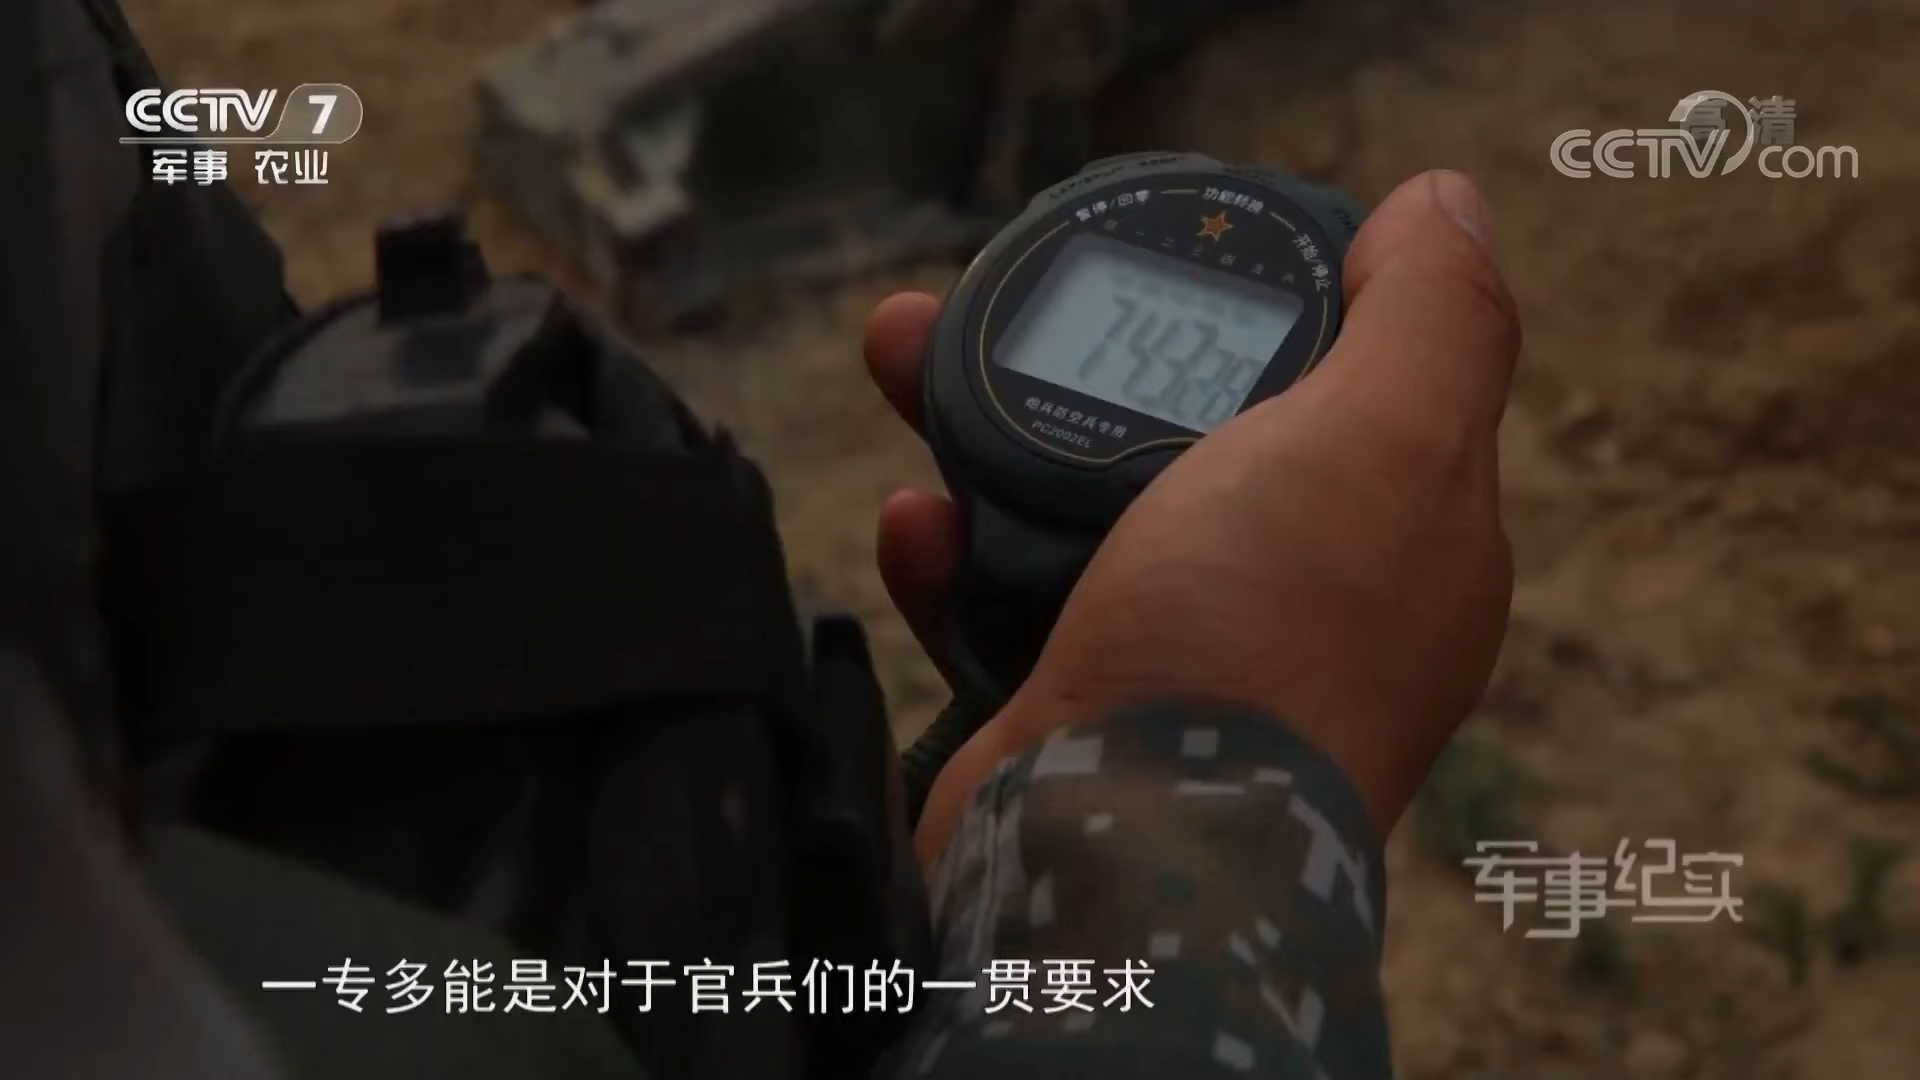 CCTV 7
军事 农业
高清
CCTV.com
暂停/回零
功能转换
开始/停止
炮兵防空兵专用
PC2002EL
军事纪实
一专多能是对于官兵们的一贯要求